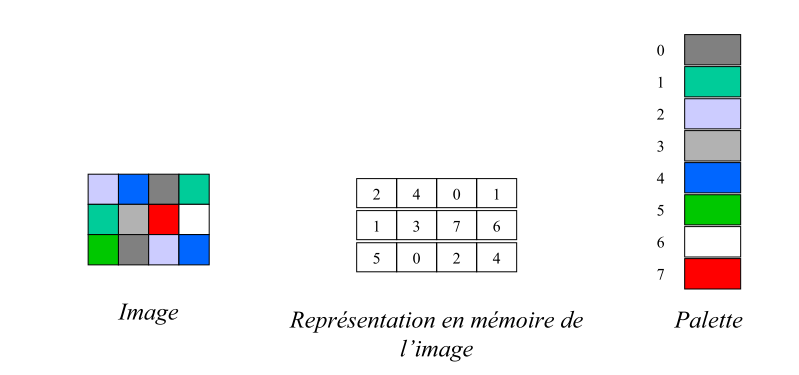 0
1
2
3
4
5
6
7
2 4 0 1
1 3 7 6
5 0 2 4
Image
Représentation en mémoire de
l’image
Palette